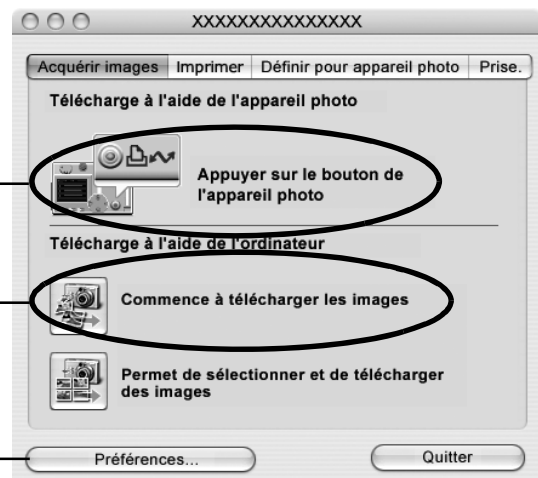 XXXXXXXXXXXXXXX
Acquérir images Imprimer Définir pour appareil photo Prise.
Télécharge à l'aide de l'appareil photo
Appuyer sur le bouton de
l'appareil photo
Télécharge à l'aide de l'ordinateur
Commence à télécharger les images
Permet de sélectionner et de télécharger
des images
Préférences... Quitter